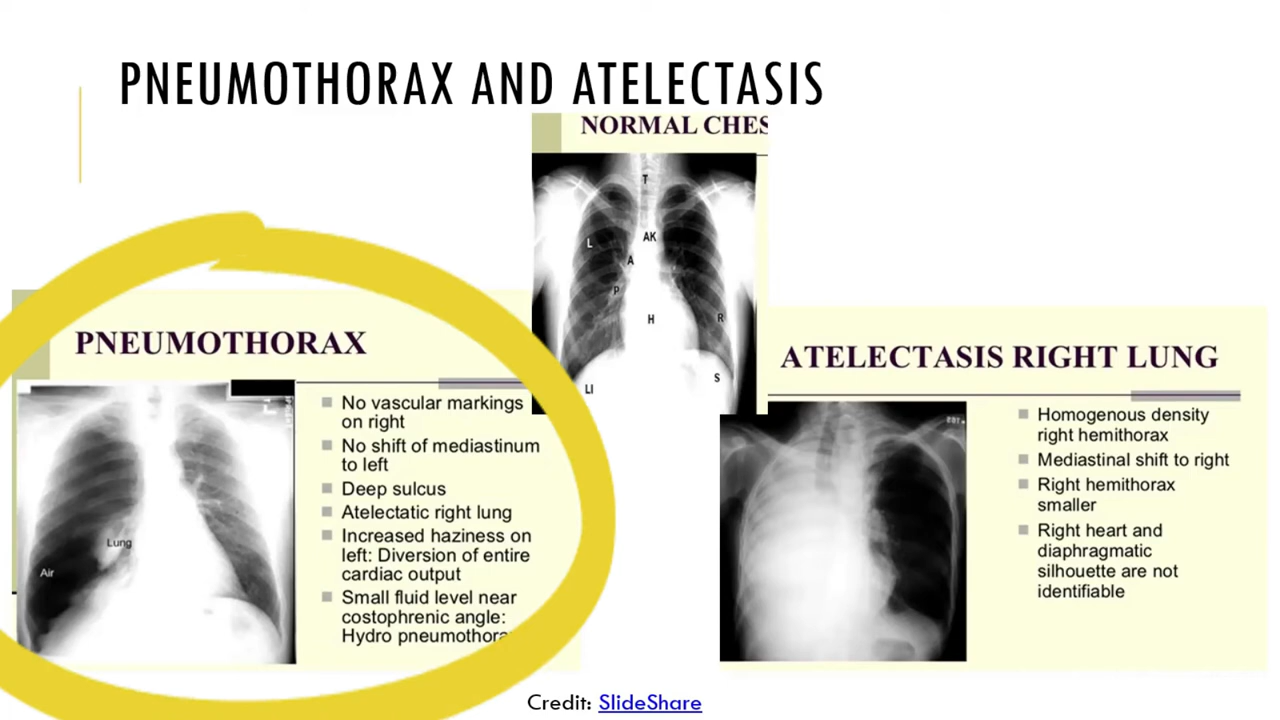 PNEUMOTHORAX AND ATELECTASIS
NORMAL CHES
T
AK
L
A
P
H
R
LI
S
PNEUMOTHORAX
Lung
Air
No vascular markings
on right
No shift of mediastinum
to left
Deep sulcus
Atelectatic right lung
Increased haziness on
left: Diversion of entire
cardiac output
Small fluid level near
costophrenic angle:
Hydro pneumothora
ATELECTASIS RIGHT LUNG
Homogenous density
right hemithorax
Mediastinal shift to right
Right hemithorax
smaller
Right heart and
diaphragmatic
silhouette are not
identifiable
Credit: SlideShare